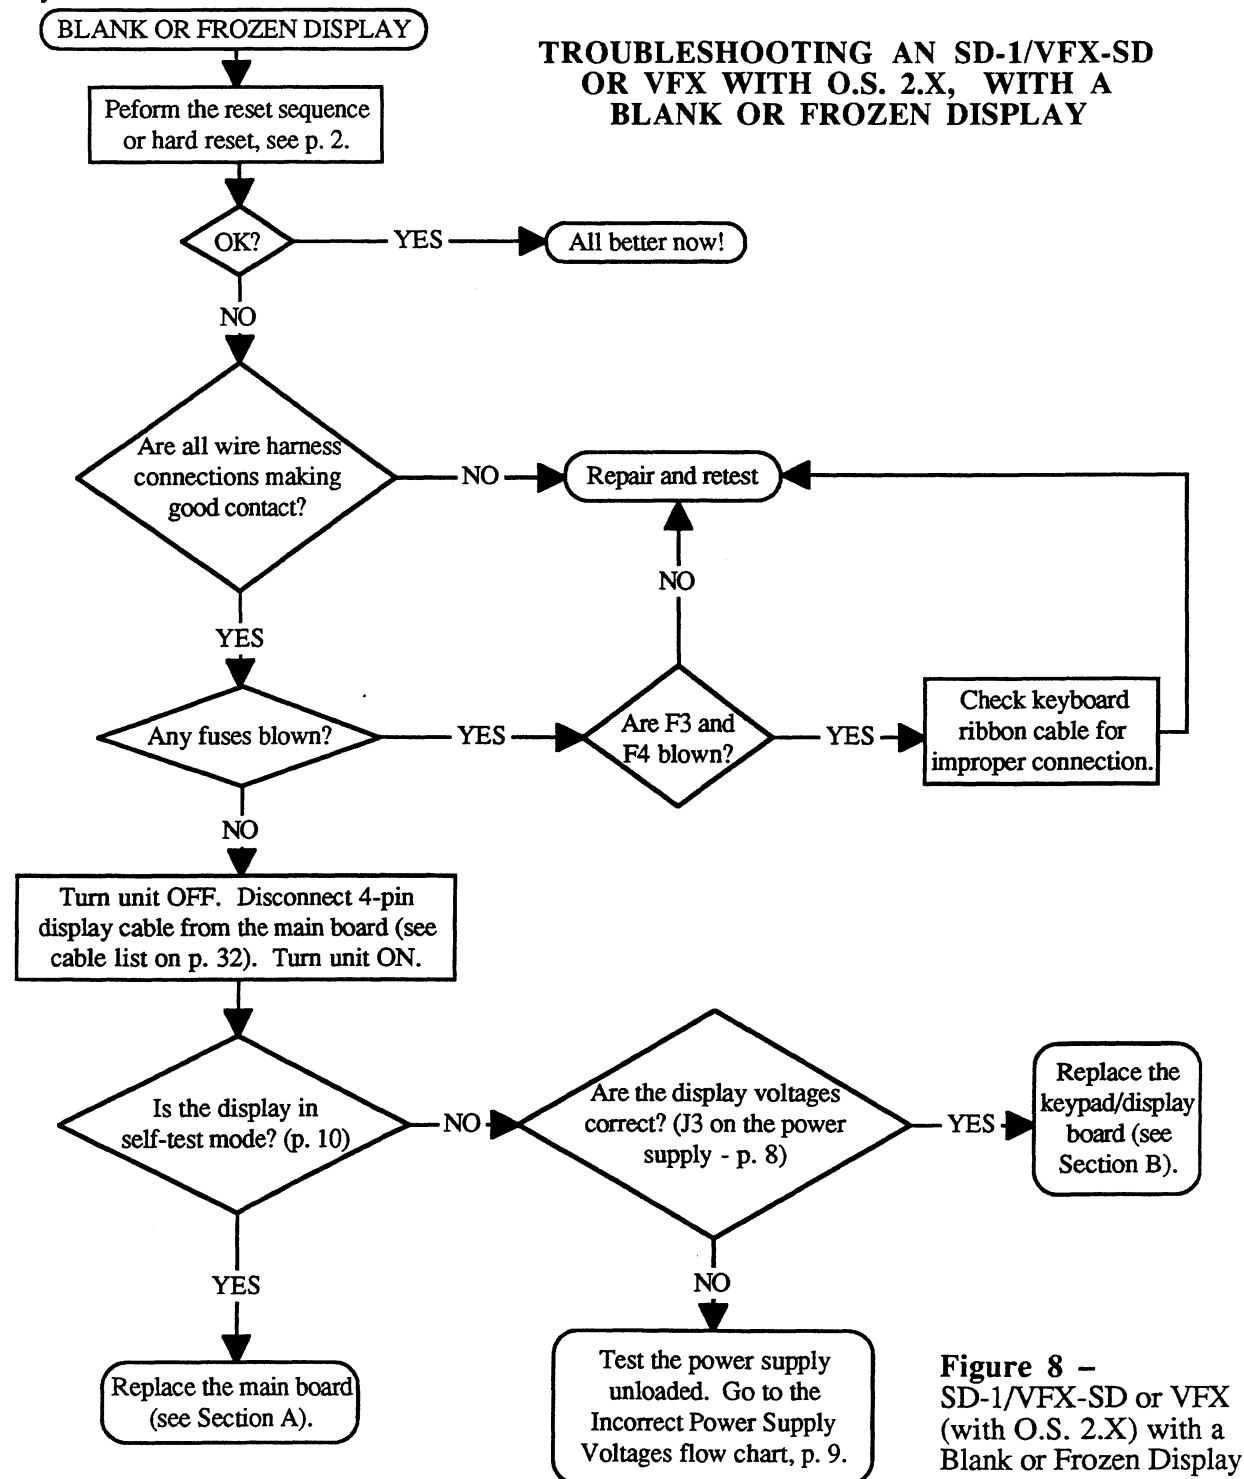 BLANK OR FROZEN DISPLAY
TROUBLESHOOTING AN SD-1/VFX-SD
OR VFX WITH O.S. 2.X, WITH A
BLANK OR FROZEN DISPLAY
Peform the reset sequence
or hard reset, see p. 2.
OK?
YES
All better now!
NO
Are all wire harness
connections making
good contact?
NO
Repair and retest
NO
YES
Any fuses blown?
YES
Are F3 and
F4 blown?
YES
Check keyboard
ribbon cable for
improper connection.
NO
Turn unit OFF. Disconnect 4-pin
display cable from the main board (see
cable list on p. 32). Turn unit ON.
Is the display in
self-test mode? (p. 10)
NO
Are the display voltages
correct? (J3 on the power
supply - p. 8)
YES
Replace the
keypad/display
board (see
Section B).
YES
NO
Replace the main board
(see Section A).
Test the power supply
unloaded. Go to the
Incorrect Power Supply
Voltages flow chart, p. 9.
Figure 8 –
SD-1/VFX-SD or VFX
(with O.S. 2.X) with a
Blank or Frozen Display